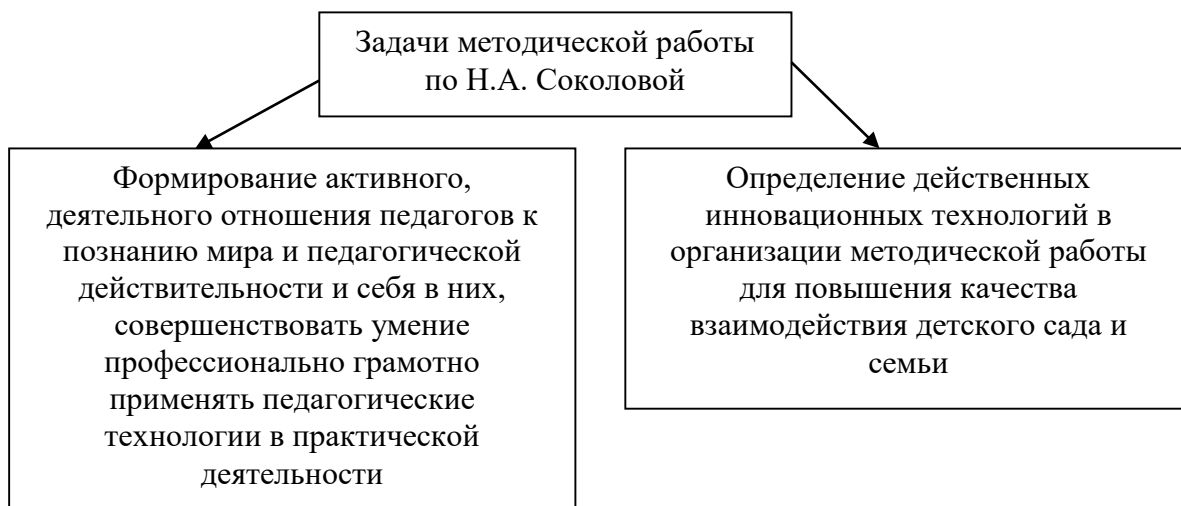 Задачи методической работы
по Н.А. Соколовой
Формирование активного,
деятельного отношения педагогов к
познанию мира и педагогической
действительности и себя в них,
совершенствовать умение
профессионально грамотно
применять педагогические
технологии в практической
деятельности
Определение действенных
инновационных технологий в
организации методической работы
для повышения качества
взаимодействия детского сада и
семьи